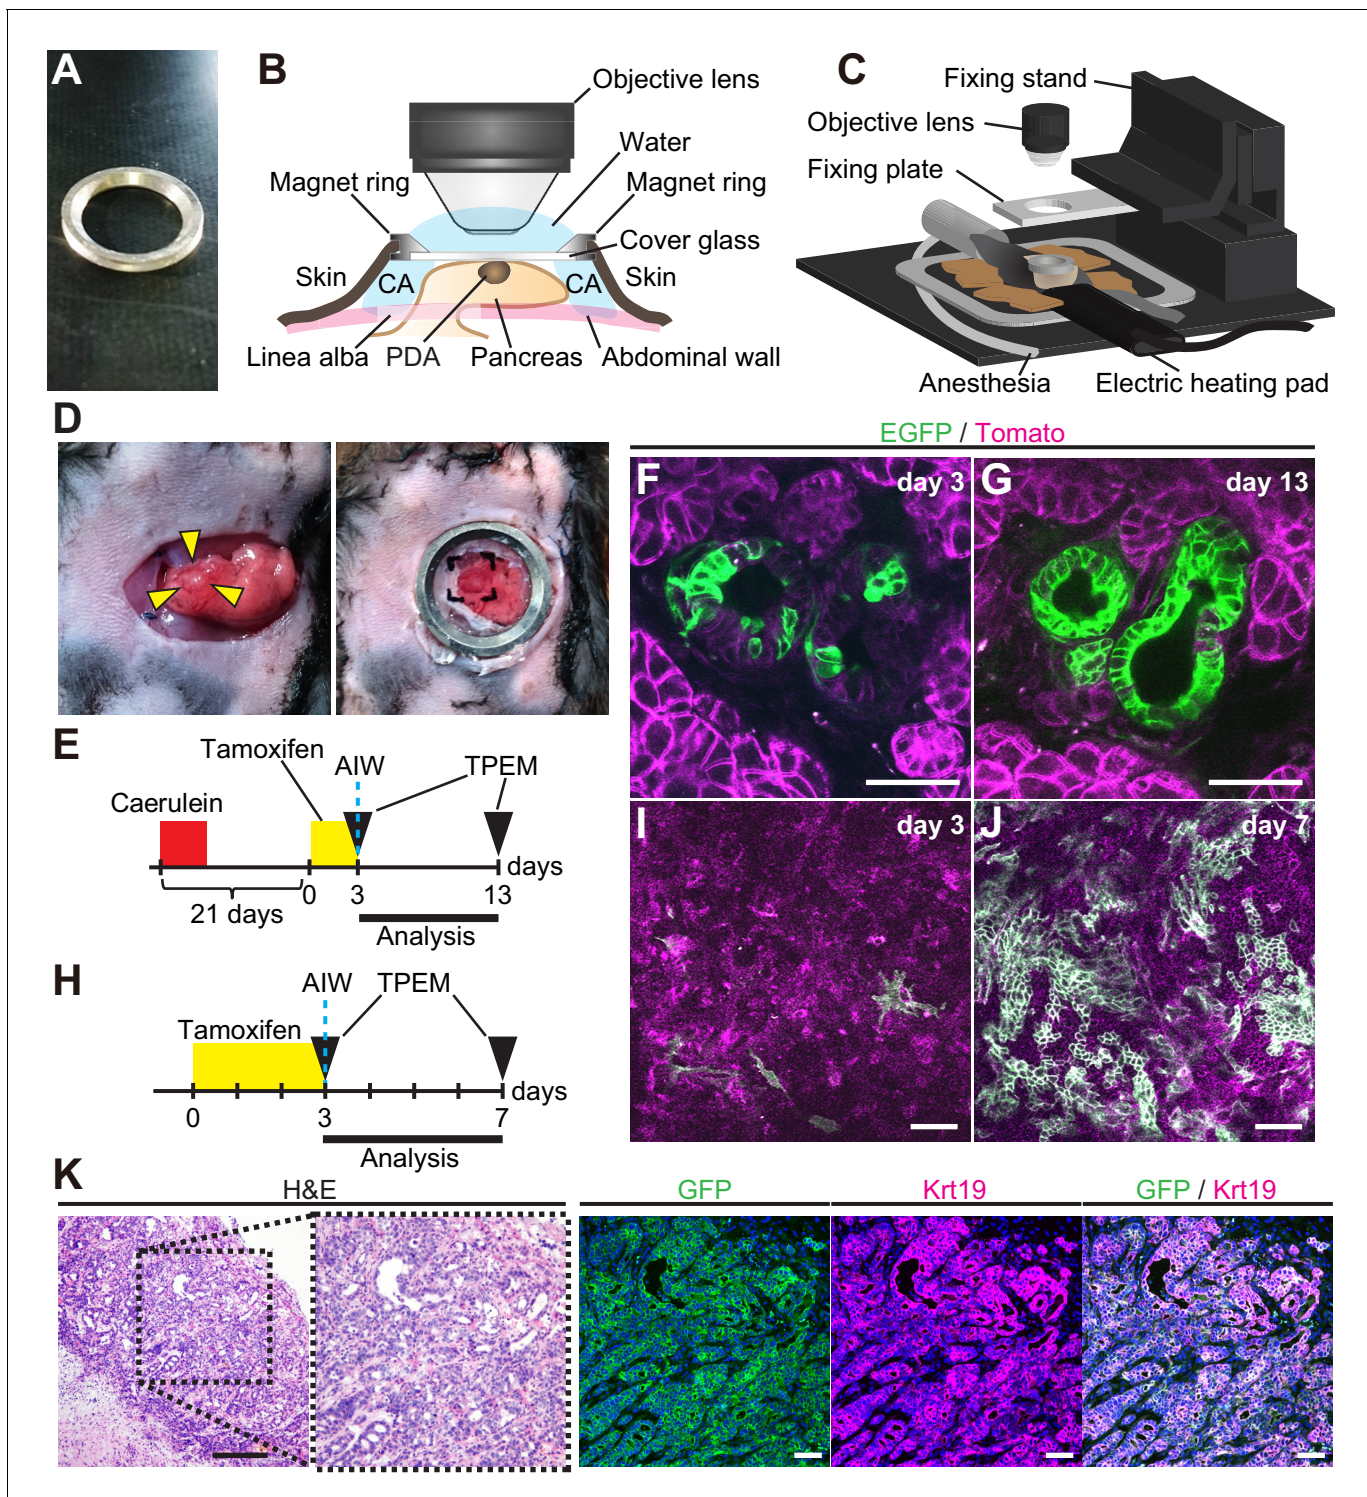 A
B
Objective lens
Water
Magnet ring
Magnet ring
Cover glass
Skin
CA
CA
Skin
Linea alba
PDA
Pancreas
Abdominal wall
C
Fixing stand
Objective lens
Fixing plate
Anesthesia
Electric heating pad
D
EGFP / Tomato
F
day 3
G
day 13
E
Tamoxifen
AIW
TPEM
Caerulein
days
0
3
13
21 days
Analysis
I
day 3
J
day 7
H
AIW
TPEM
Tamoxifen
days
0
3
7
Analysis
K
H&E
GFP
Krt19
GFP / Krt19